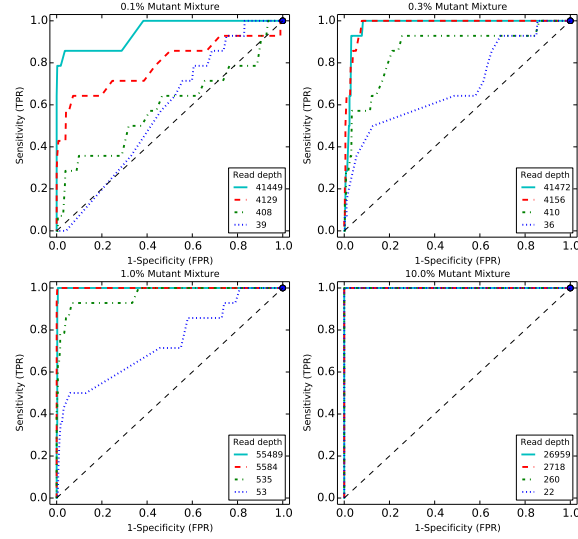 0.1% Mutant Mixture
Sensitivity (TPR)
1.0
0.8
0.6
0.4
0.2
0.0
0.0 0.2 0.4 0.6 0.8 1.0
1-Specificity (FPR)
Read depth
41449
4129
408
39
0.3% Mutant Mixture
Sensitivity (TPR)
1.0
0.8
0.6
0.4
0.2
0.0
0.0 0.2 0.4 0.6 0.8 1.0
1-Specificity (FPR)
Read depth
41472
4156
410
36
1.0% Mutant Mixture
Sensitivity (TPR)
1.0
0.8
0.6
0.4
0.2
0.0
0.0 0.2 0.4 0.6 0.8 1.0
1-Specificity (FPR)
Read depth
55489
5584
535
53
10.0% Mutant Mixture
Sensitivity (TPR)
1.0
0.8
0.6
0.4
0.2
0.0
0.0 0.2 0.4 0.6 0.8 1.0
1-Specificity (FPR)
Read depth
26959
2718
260
22